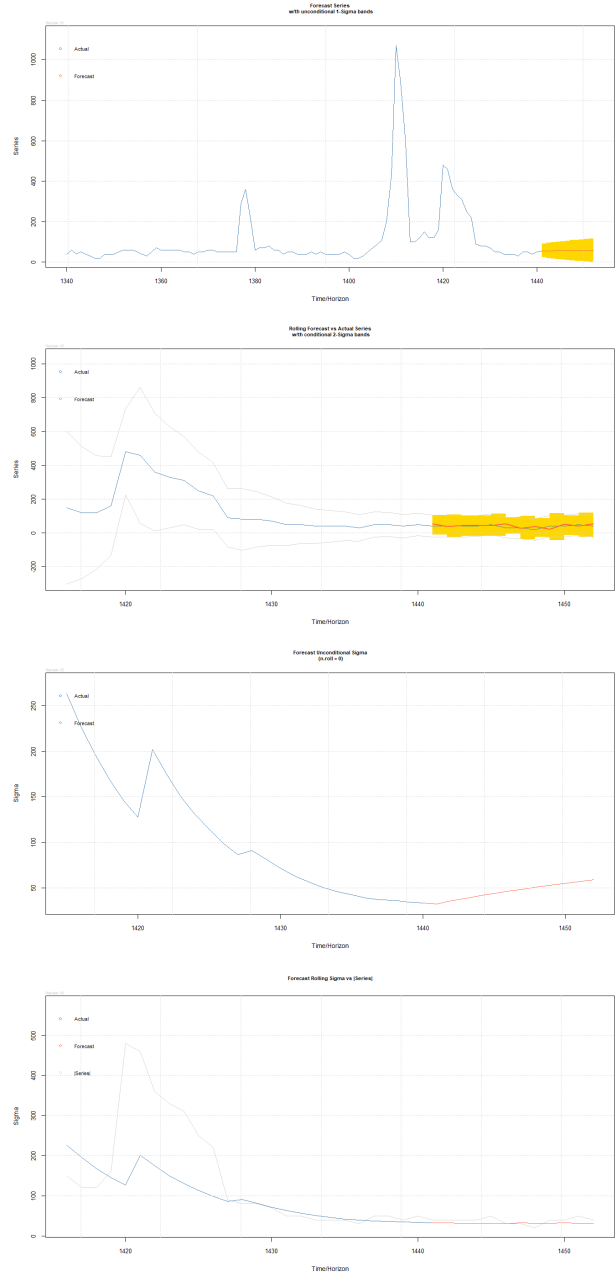 Forecast Series
with unconditional 1-Sigma bands
Actual
Forecast
Series
0
200
400
600
800
1000
1340
1360
1380
1400
1420
1440
Time/Horizon
Rolling Forecast vs Actual Series
with conditional 2-Sigma bands
Actual
Forecast
Series
-200
0
200
400
600
800
1000
1420
1430
1440
1450
Time/Horizon
Forecast Unconditional Sigma
(n.roll = 0)
Actual
Forecast
Sigma
50
100
150
200
250
1420
1430
1440
1450
Time/Horizon
Forecast Rolling Sigma vs |Series|
Actual
Forecast
|Series|
Sigma
0
100
200
300
400
500
1420
1430
1440
1450
Time/Horizon